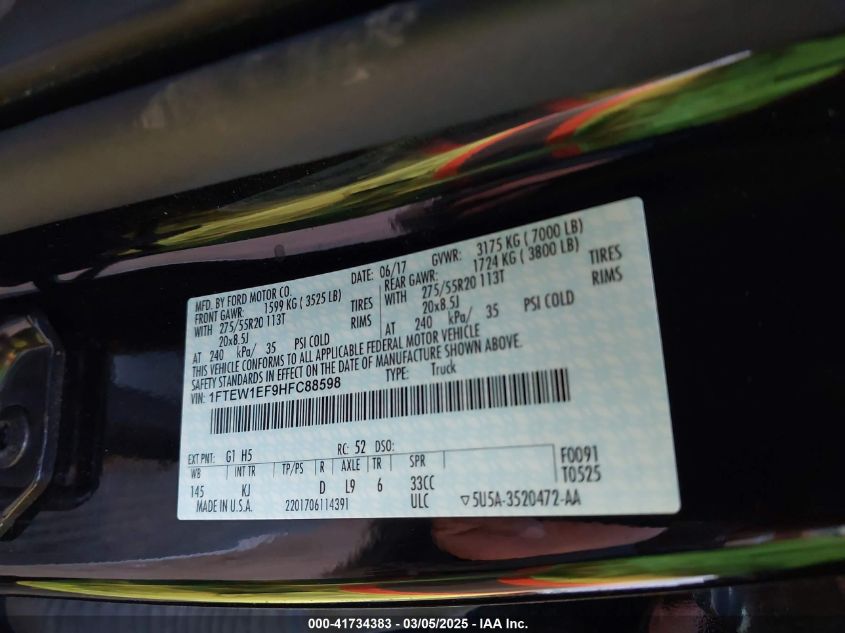 MFD. BY FORD MOTOR CO. DATE: 06/17 GVWR: 3175 KG ( 7000 LB)
FRONT GAWR: 1599 KG ( 3525 LB) REAR GAWR: 1724 KG ( 3800 LB)
WITH 275/55R20 113T TIRES WITH 275/55R20 113T TIRES
20x8.5J RIMS 20x8.5J RIMS
AT 240 kPa/ 35 PSI COLD AT 240 kPa/ 35 PSI COLD
THIS VEHICLE CONFORMS TO ALL APPLICABLE FEDERAL MOTOR VEHICLE
SAFETY STANDARDS IN EFFECT ON THE DATE OF MANUFACTURE SHOWN ABOVE.
VIN: 1FTEW1EF9HFC88598 TYPE: Truck
EXT PNT: G1 H5 RC: 52 DSO: F0091
WB INT TR TP/PS R AXLE TR SPR T0525
145 KJ D L9 6 33CC
MADE IN U.S.A. 2201706114391 ULC ▽5U5A-3520472-AA
000-41734383 - 03/05/2025 - IAA Inc.